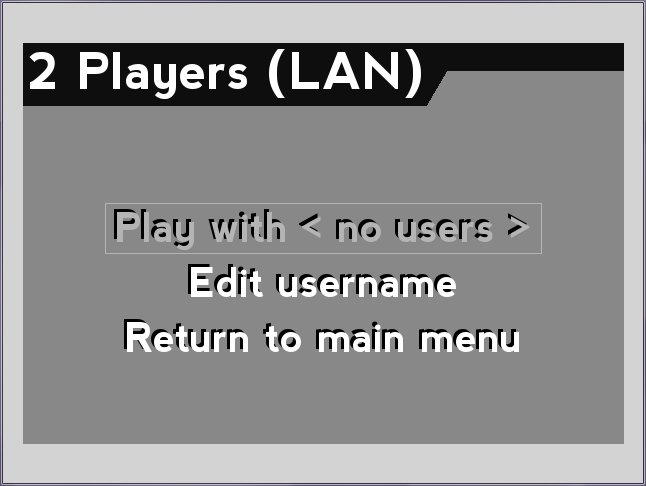 2 Players (LAN)
Play with < no users >
Edit username
Return to main menu